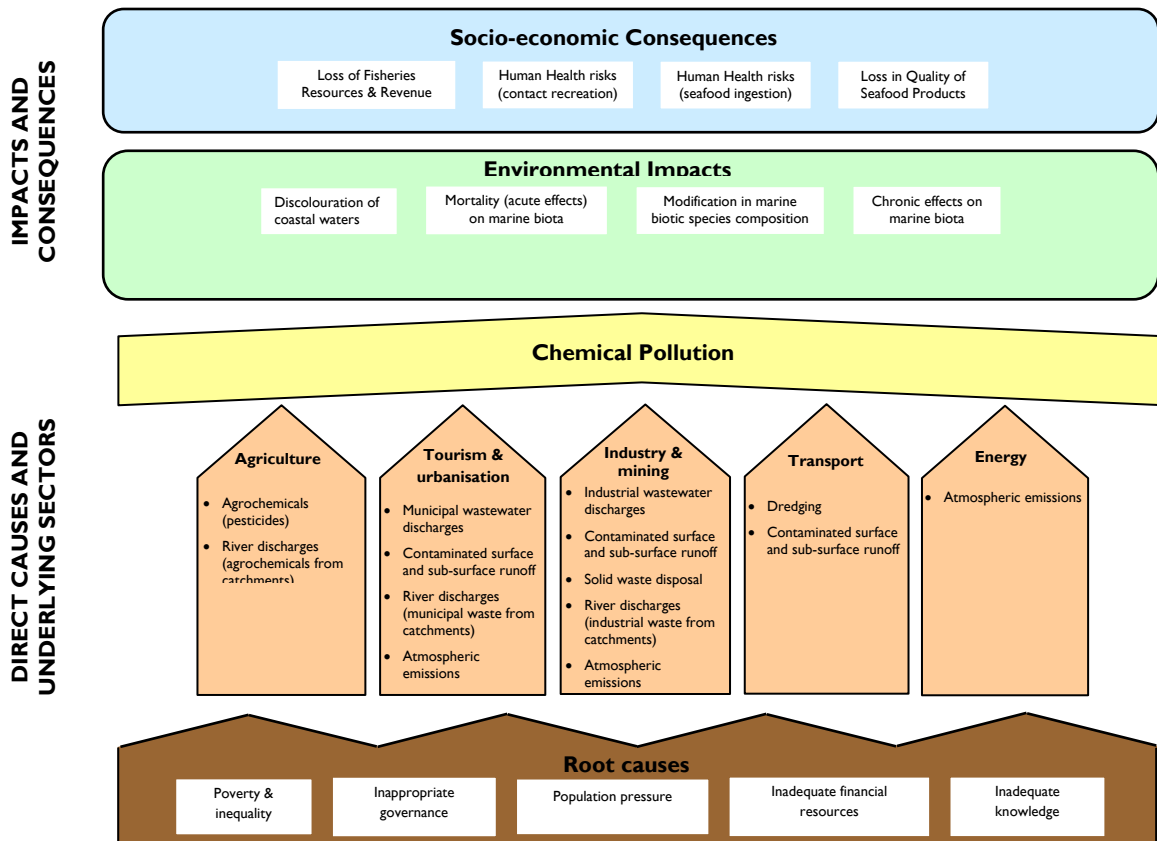 IMPACTS AND
CONSEQUENCES
Socio-economic Consequences
Loss of Fisheries
Resources & Revenue
Human Health risks
(contact recreation)
Human Health risks
(seafood ingestion)
Loss in Quality of
Seafood Products
Environmental Impacts
Discolouration of
coastal waters
Mortality (acute effects)
on marine biota
Modification in marine
biotic species composition
Chronic effects on
marine biota
DIRECT CAUSES AND
UNDERLYING SECTORS
Chemical Pollution
Agriculture
• Agrochemicals
(pesticides)
• River discharges
(agrochemicals from
catchments)
Tourism &
urbanisation
• Municipal wastewater
discharges
• Contaminated surface
and sub-surface runoff
• River discharges
(municipal waste from
catchments)
• Atmospheric
emissions
Industry &
mining
• Industrial wastewater
discharges
• Contaminated surface
and sub-surface runoff
• Solid waste disposal
• River discharges
(industrial waste from
catchments)
• Atmospheric
emissions
Transport
• Dredging
• Contaminated surface
and sub-surface runoff
Energy
• Atmospheric emissions
Root causes
Poverty &
inequality
Inappropriate
governance
Population pressure
Inadequate financial
resources
Inadequate
knowledge